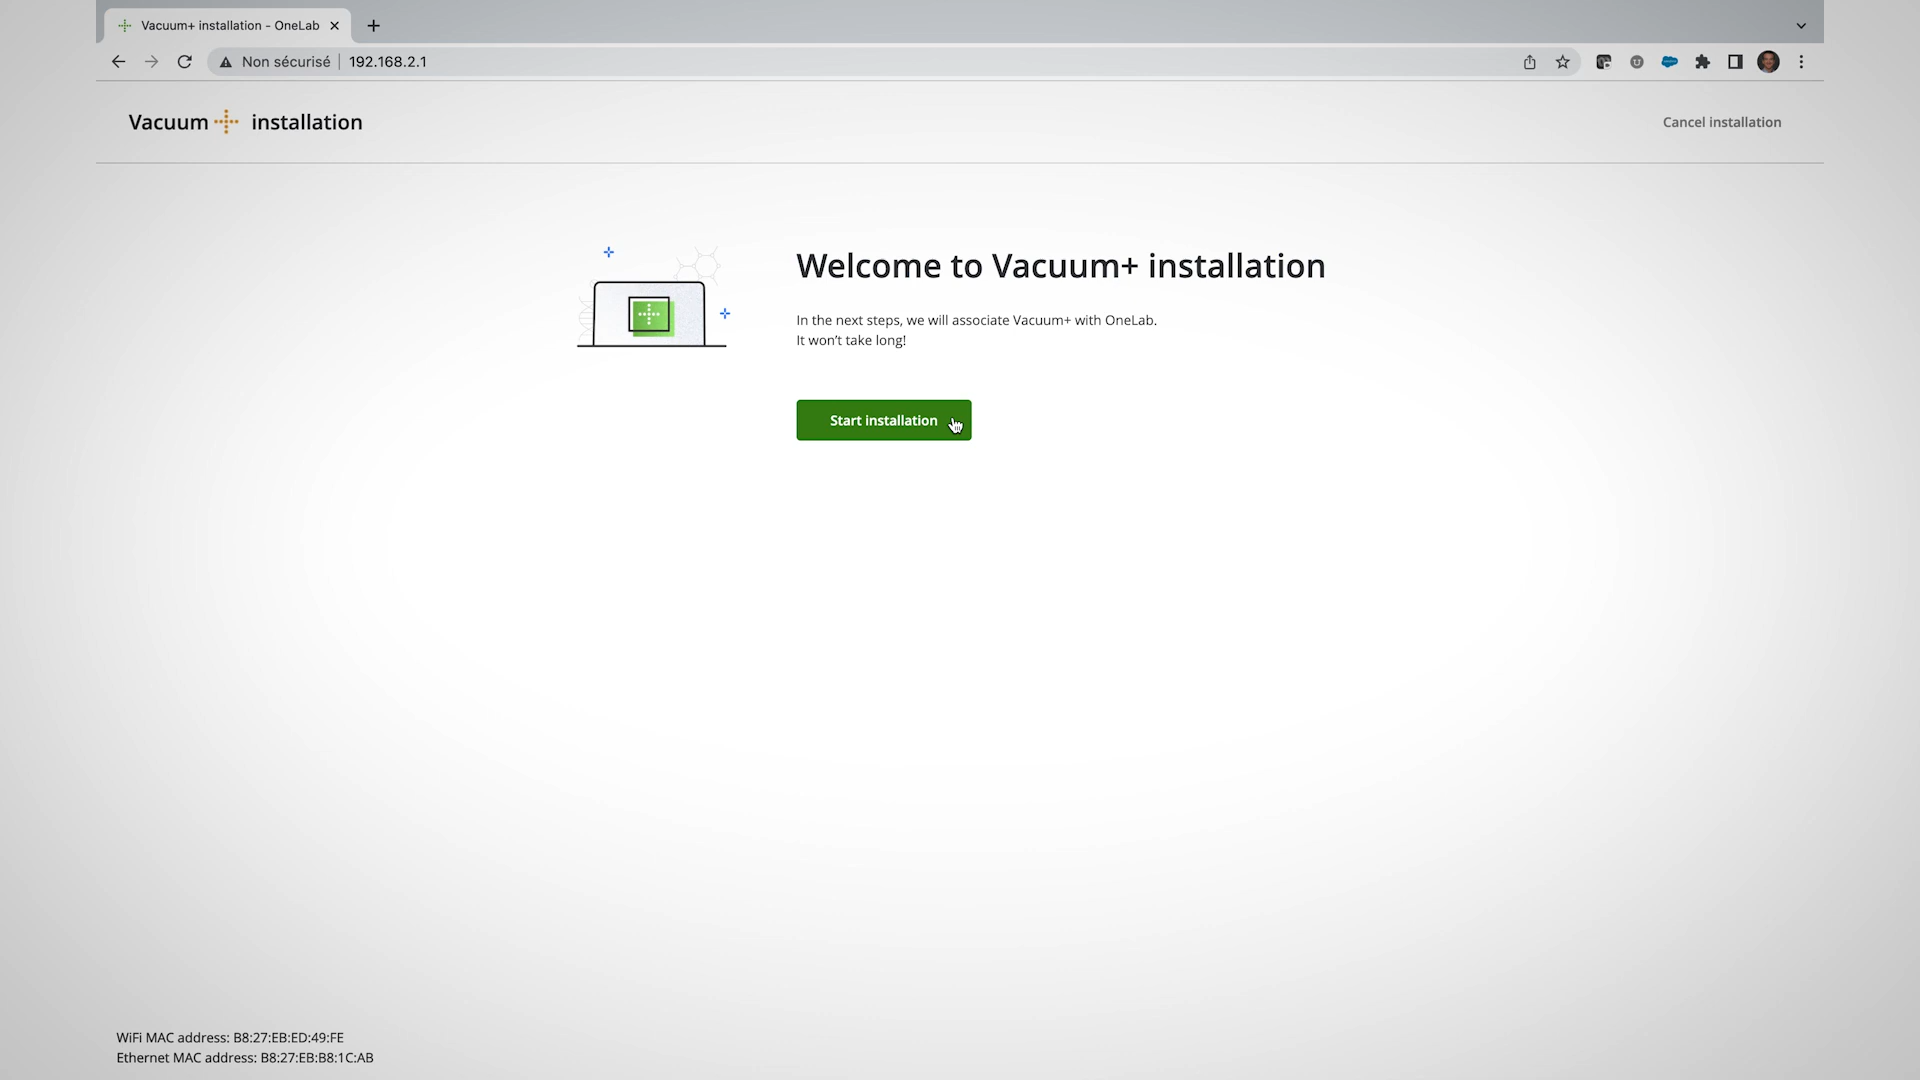 Vacuum+ installation - OneLab
Non sécurisé
192.168.2.1
Vacuum installation
Cancel installation
Welcome to Vacuum+ installation
In the next steps, we will associate Vacuum+ with OneLab.
It won't take long!
Start installation
WiFi MAC address: B8:27:EB:ED:49:FE
Ethernet MAC address: B8:27:EB:B8:1C:AB